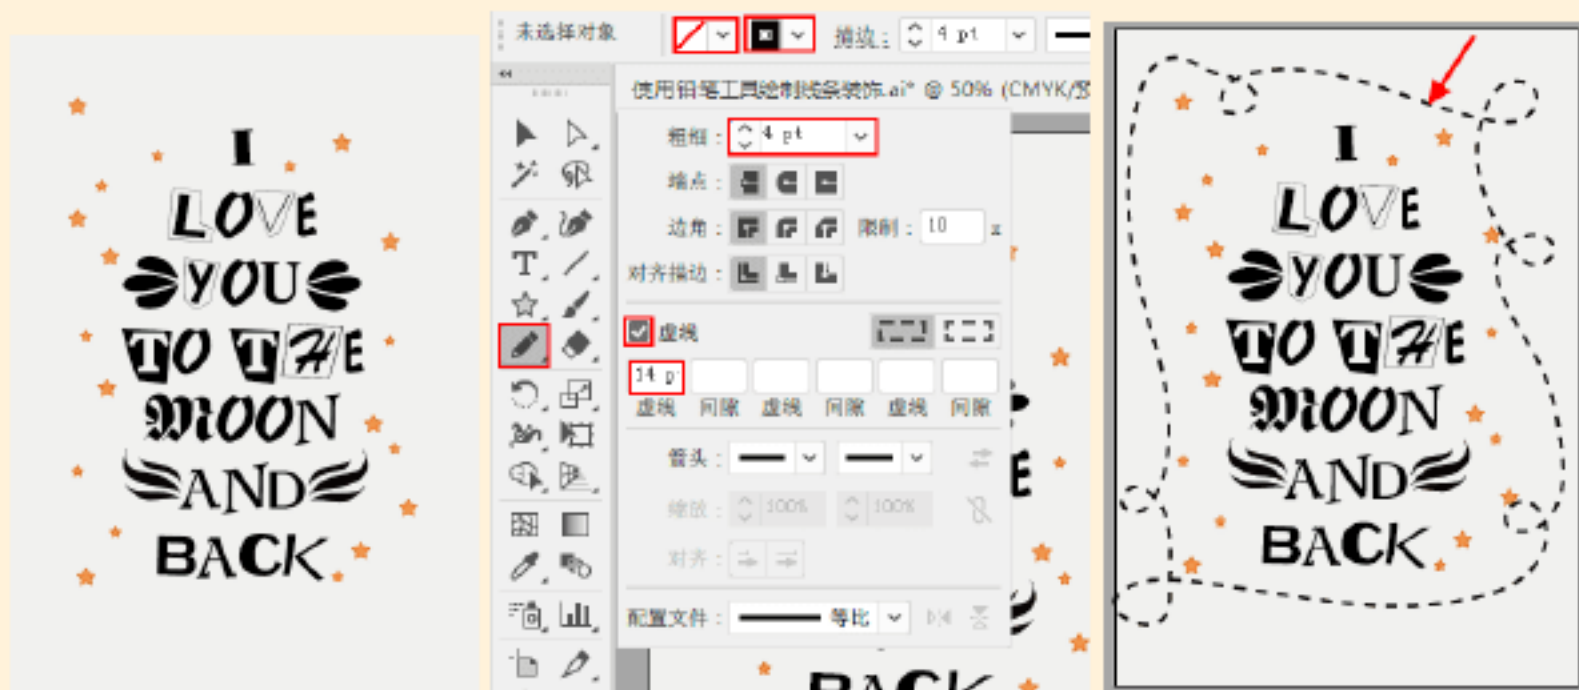 I
LOVE
YOU
TO THE
MOON
AND
BACK
未选择对象
描边：
4 pt
使用铅笔工具绘制线条装饰.ai* @ 50% (CMYK/预
粗细：
4 pt
端点：
边角：
限制：
10
x
对齐描边：
虚线
14 p
虚线 间隙 虚线 间隙 虚线 间隙
箭头：
缩放：
100%
100%
对齐：
配置文件：
等比
E
BACK
I
LOVE
YOU
TO THE
MOON
AND
BACK